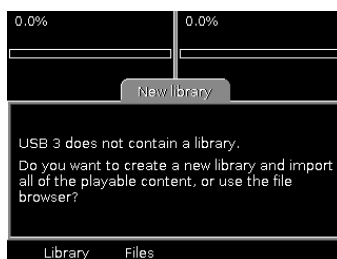 0.0% 0.0%
New library
USB 3 does not contain a library.
Do you want to create a new library and import
all of the playable content, or use the file
browser?
Library Files